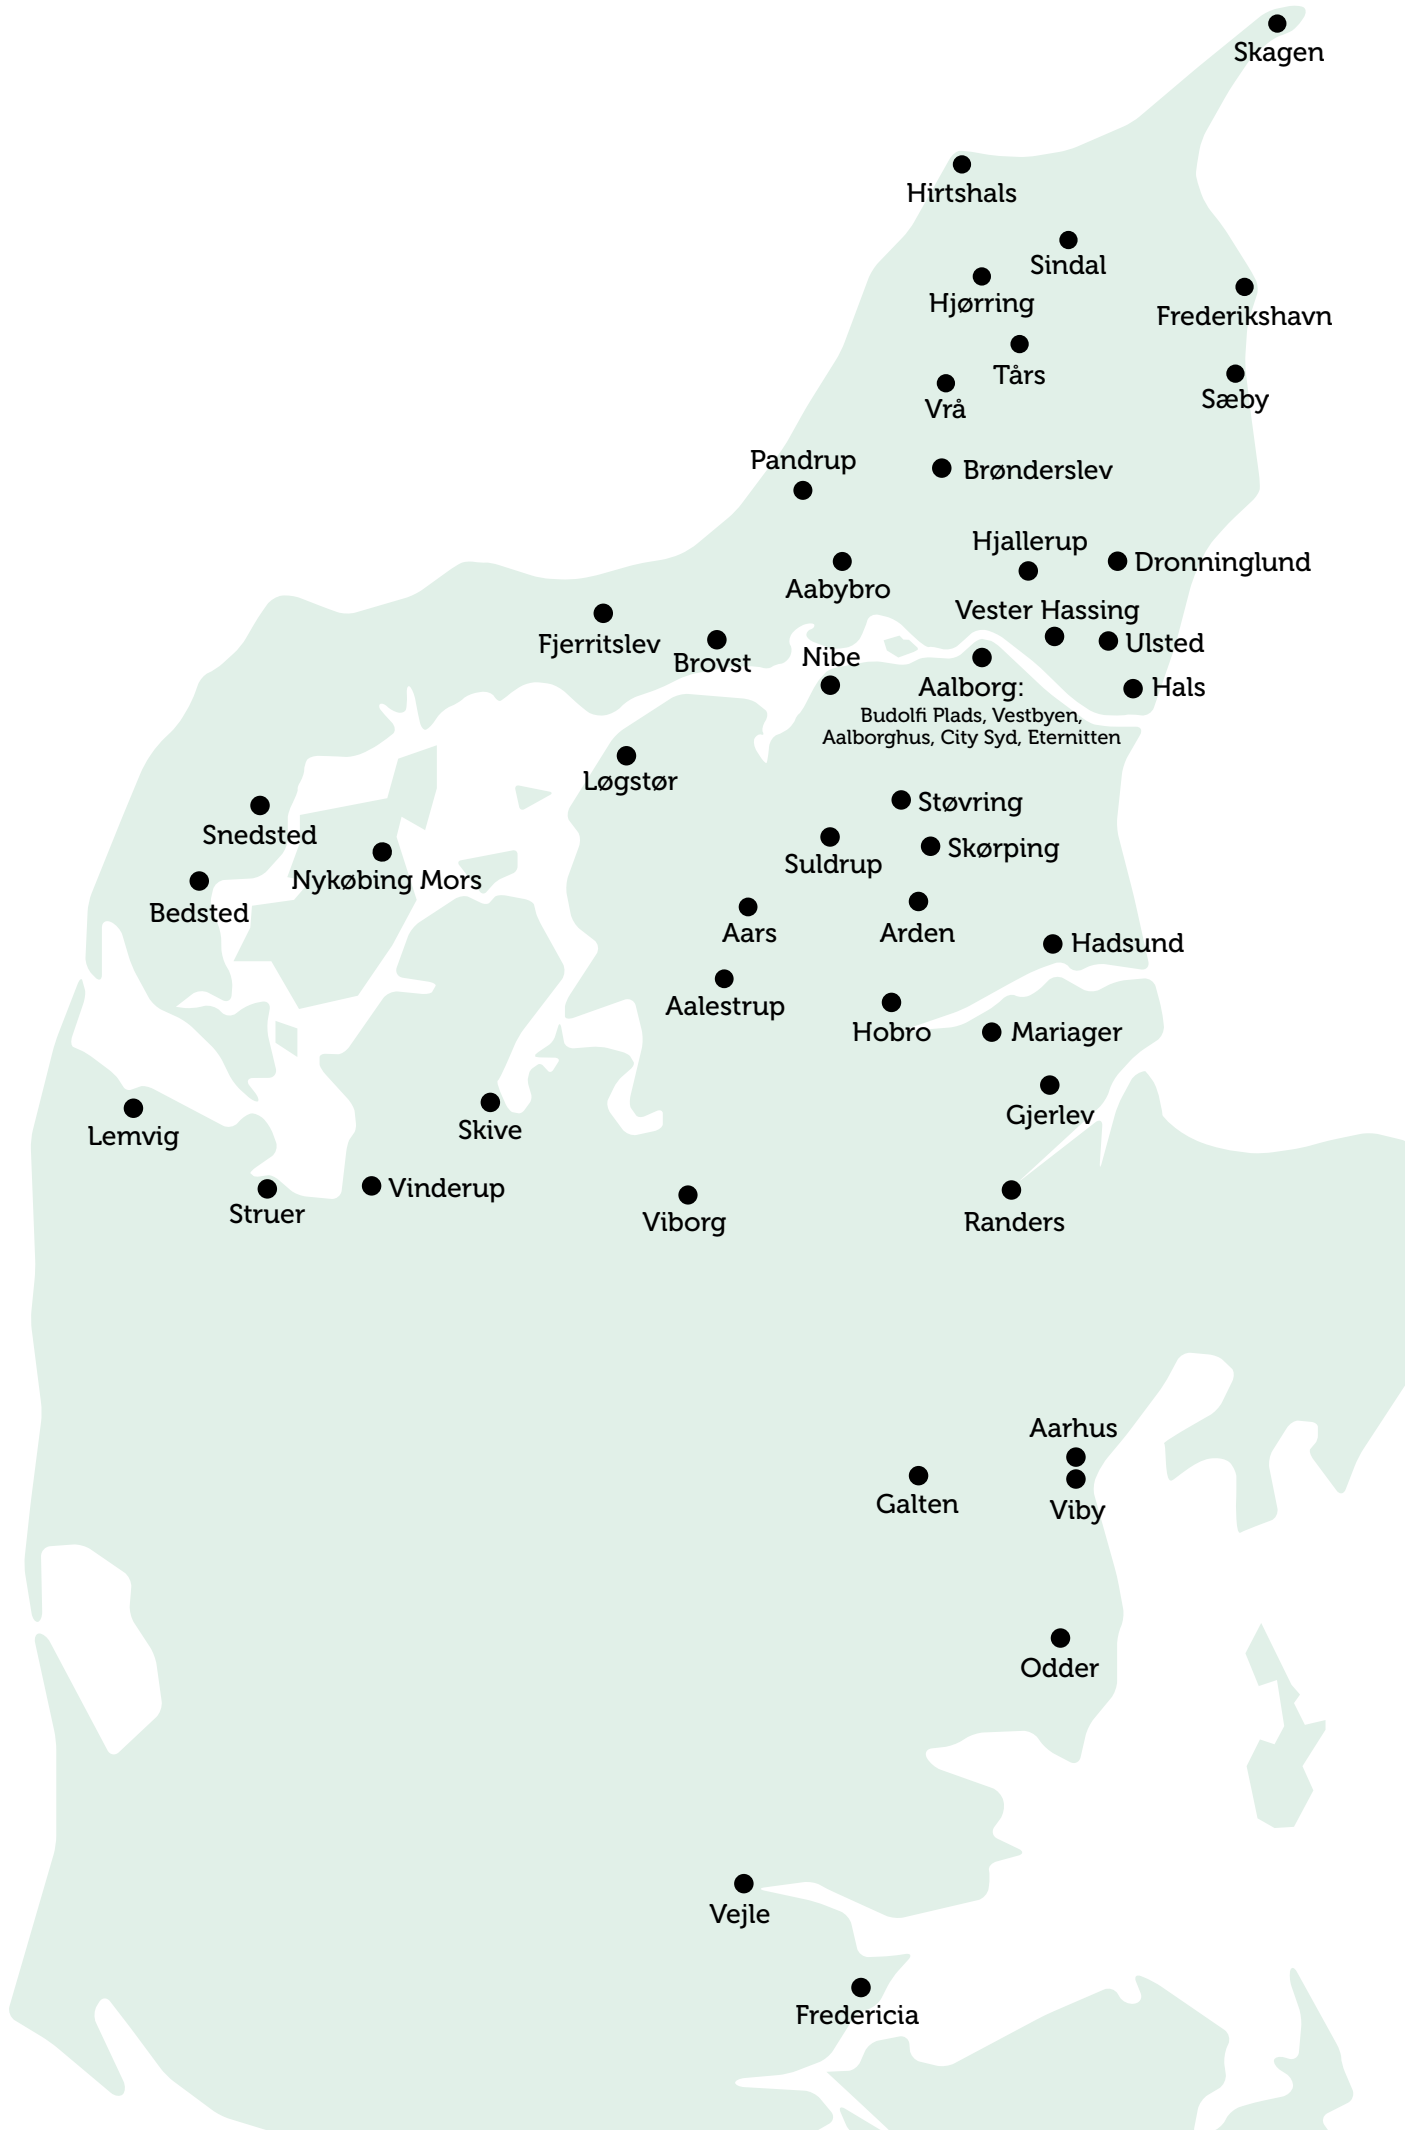 Skagen
Hirtshals
Sindal
Hjørring
Frederikshavn
Tårs
Sæby
Vrå
Pandrup
Brønderslev
Hjallerup
Dronninglund
Aabybro
Vester Hassing
Fjerritslev
Ulsted
Brovst
Nibe
Aalborg:
Hals
Budolfi Plads, Vestbyen,
Aalborghus, City Syd, Eternitten
Løgstør
Støvring
Snedsted
Skørping
Suldrup
Nykøbing Mors
Bedsted
Aars
Arden
Hadsund
Aalestrup
Hobro
Mariager
Gjerlev
Lemvig
Skive
Vinderup
Struer
Viborg
Randers
Aarhus
Galten
Viby
Odder
Vejle
Fredericia